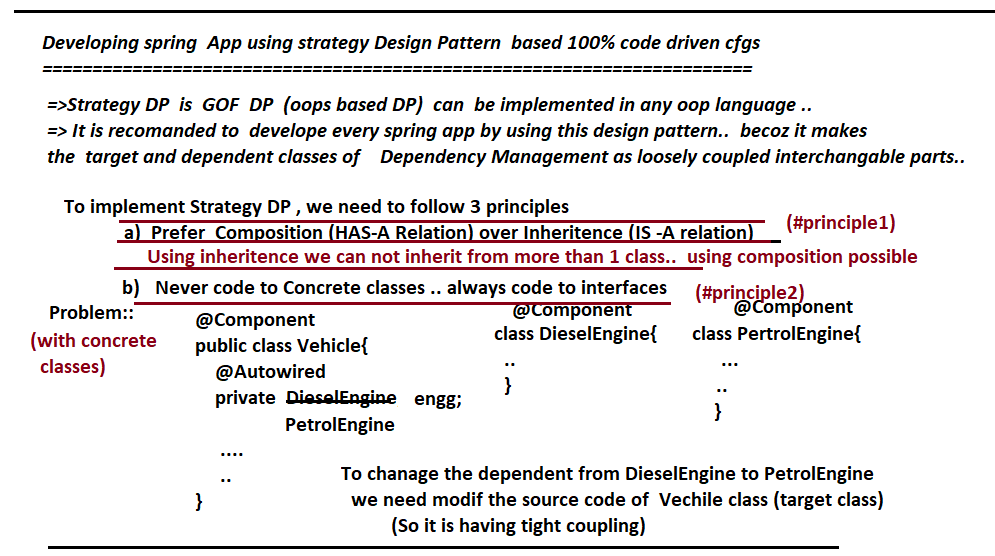 Developing spring App using strategy Design Pattern based 100% code driven cfgs
=======================================================================
=>Strategy DP is GOF DP (oops based DP) can be implemented in any oop language ..
=> It is recomanded to develope every spring app by using this design pattern.. becoz it makes
the target and dependent classes of Dependency Management as loosely coupled interchangable parts..
To implement Strategy DP , we need to follow 3 principles
a) Prefer Composition (HAS-A Relation) over Inheritence (IS -A relation) (#principle1)
Using inheritence we can not inherit from more than 1 class.. using composition possible
b) Never code to Concrete classes .. always code to interfaces (#principle2)
Problem::
(with concrete
classes)
@Component
public class Vehicle{
@Autowired
private DieselEngine engg;
PetrolEngine
....
..
}
@Component
class DieselEngine{
..
}
@Component
class PertrolEngine{
...
..
}
To chanage the dependent from DieselEngine to PetrolEngine
we need modif the source code of Vechile class (target class)
(So it is having tight coupling)